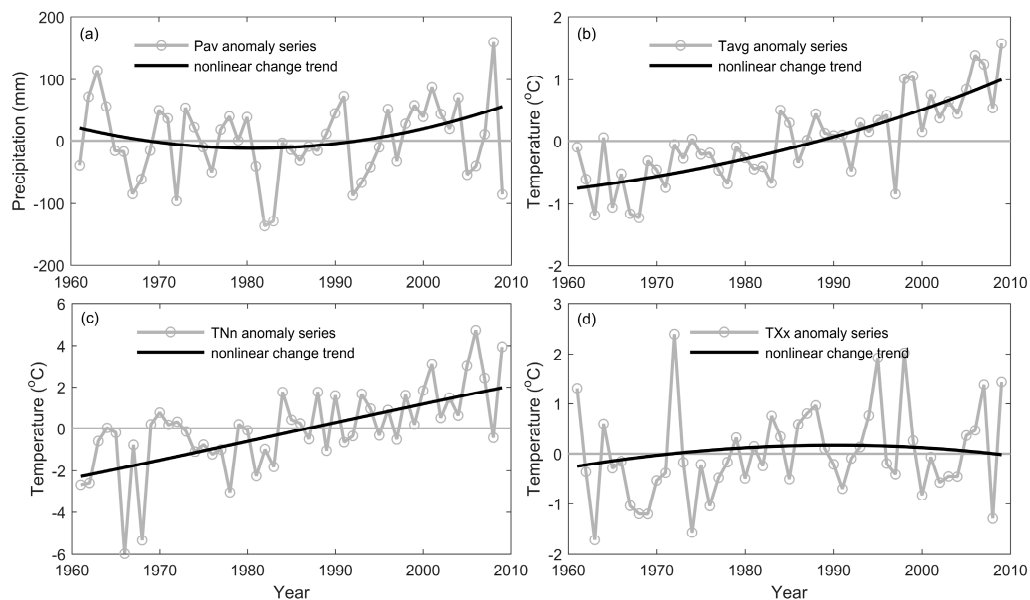 200
100
0
-100
-200
Precipitation (mm)
(a)
Pav anomaly series
nonlinear change trend
1960 1970 1980 1990 2000 2010
2
1
0
-1
-2
Temperature (°C)
(b)
Tavg anomaly series
nonlinear change trend
1960 1970 1980 1990 2000 2010
6
4
2
0
-2
-4
-6
Temperature (°C)
(c)
TNn anomaly series
nonlinear change trend
1960 1970 1980 1990 2000 2010
Year
3
2
1
0
-1
-2
Temperature (°C)
(d)
TXx anomaly series
nonlinear change trend
1960 1970 1980 1990 2000 2010
Year